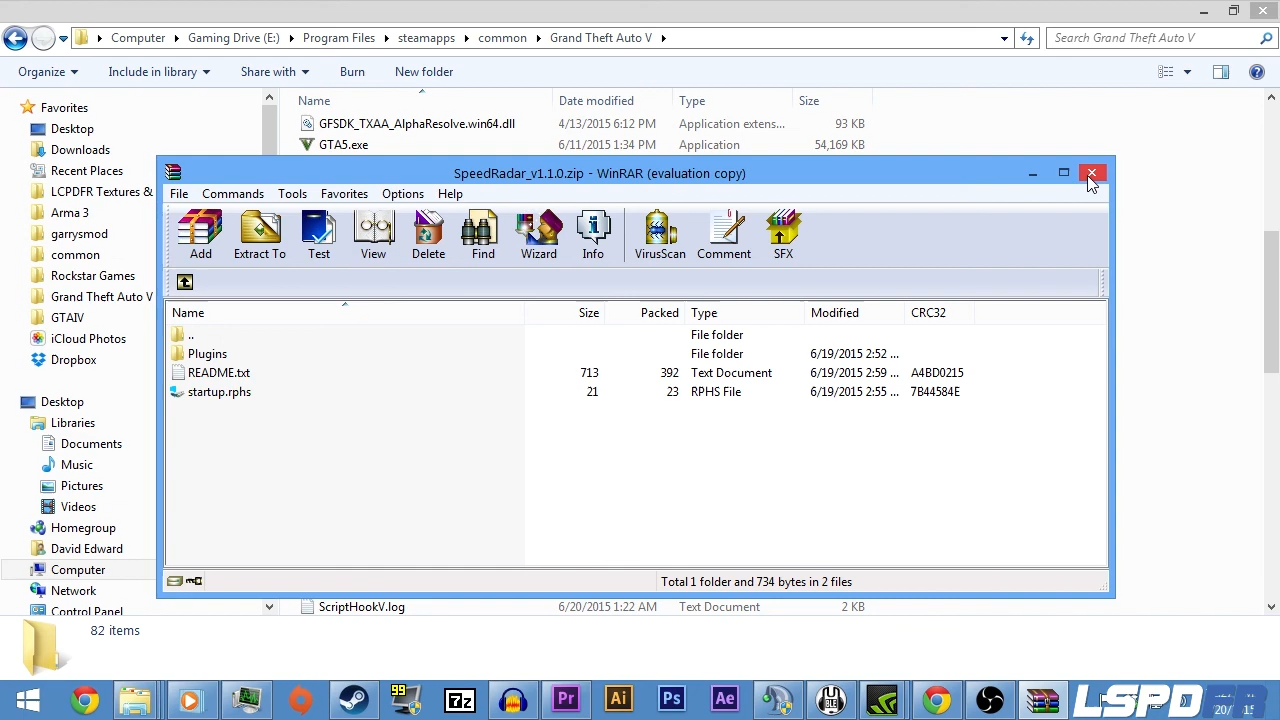 Computer Gaming Drive (E:) Program Files steamapps common Grand Theft Auto V Search Grand Theft Auto V
Organize Include in library Share with Burn New folder
Favorites
Desktop
Downloads
Recent Places
LCPDFR Textures &
Arma 3
garrysmod
common
Rockstar Games
Grand Theft Auto V
GTAIV
iCloud Photos
Dropbox
Desktop
Libraries
Documents
Music
Pictures
Videos
Homegroup
David Edward
Computer
Network
Control Panel
Name Date modified Type Size
GFSDK_TXAA_AlphaResolve.win64.dll 4/13/2015 6:12 PM Application extens... 93 KB
GTA5.exe 6/11/2015 1:34 PM Application 54,169 KB
SpeedRadar_v1.1.0.zip - WinRAR (evaluation copy)
File Commands Tools Favorites Options Help
Add Extract To Test View Delete Find Wizard Info VirusScan Comment SFX
Name Size Packed Type Modified CRC32
.. File folder
Plugins File folder 6/19/2015 2:52 ...
README.txt 713 392 Text Document 6/19/2015 2:59 ... A4BD0215
startup.rphs 21 23 RPHS File 6/19/2015 2:55 ... 7B44584E
Total 1 folder and 734 bytes in 2 files
ScriptHookV.log 6/20/2015 1:22 AM Text Document 2 KB
82 items
99
7z
Pr
Ai
Ps
Ae
LSPDFR